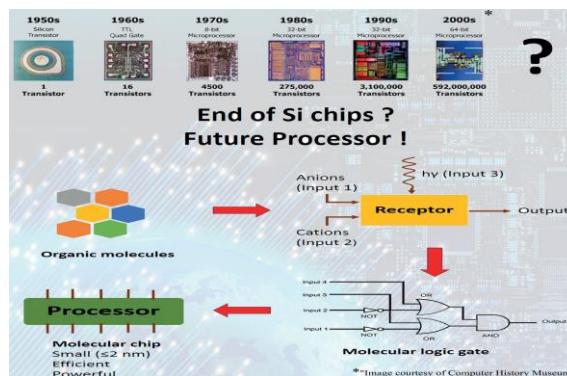 1950s
Silicon
Transistor
1
Transistor
1960s
TTL
Quad Gate
16
Transistors
1970s
8-bit
Microprocessor
4500
Transistors
1980s
32-bit
Microprocessor
275,000
Transistors
1990s
32-bit
Microprocessor
3,100,000
Transistors
2000s *
64-bit
Microprocessor
592,000,000
Transistors
?
End of Si chips ?
Future Processor !
Organic molecules
Anions
(Input 1)
hγ (Input 3)
Receptor
Output
Cations
(Input 2)
Input 4
Input 3
Input 2
Input 1
NOT
NOT
OR
OR
AND
Output
Molecular logic gate
Processor
Molecular chip
Small (≤2 nm)
Efficient
Powerful
*"Image courtesy of Computer History Museum